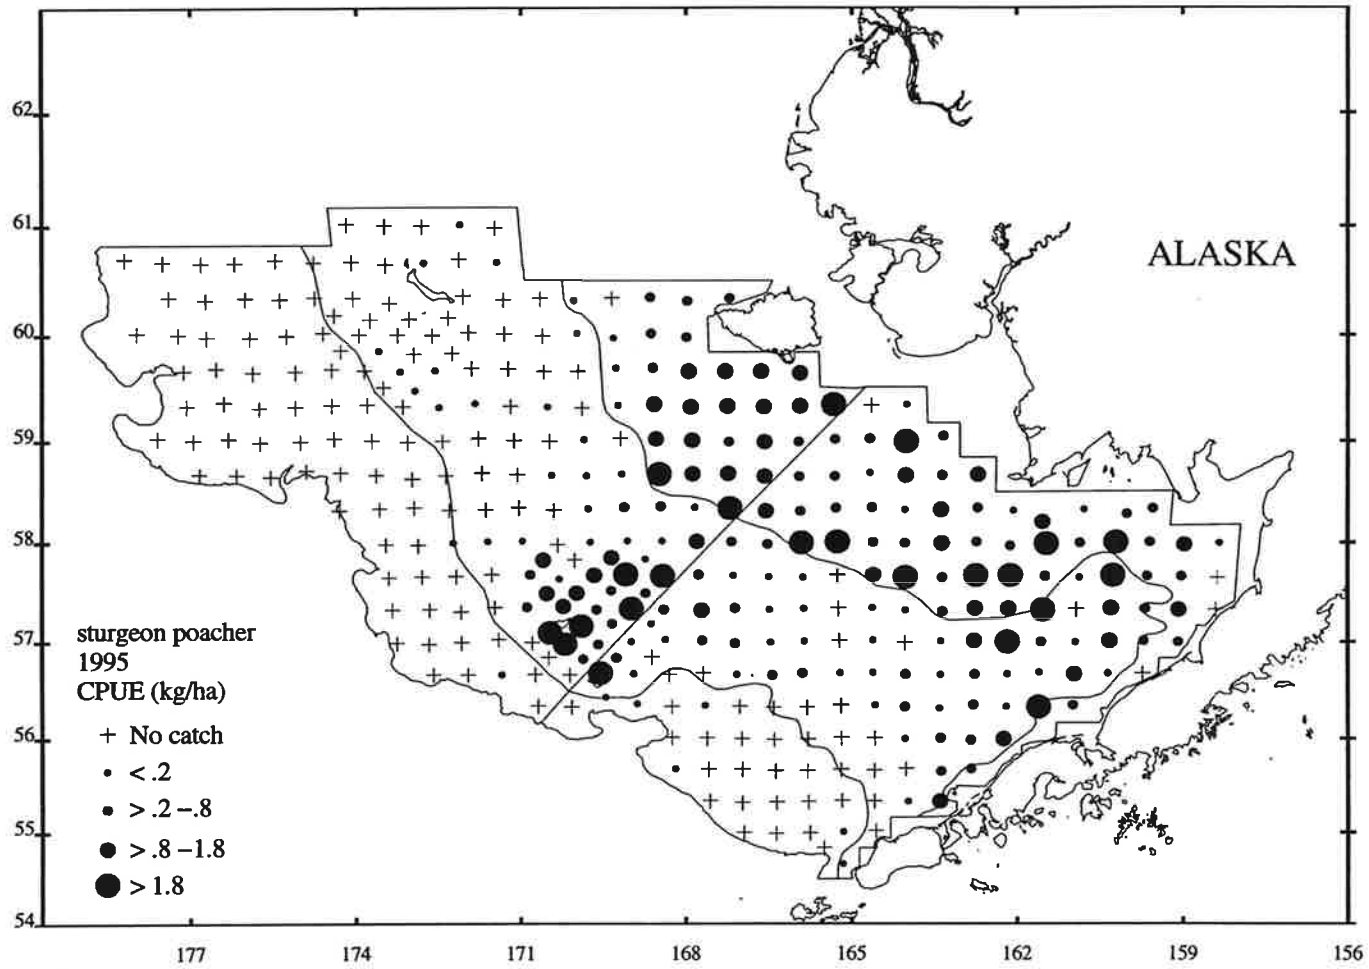 62
61
60
59
58
57
56
55
54
ALASKA
sturgeon poacher
1995
CPUE (kg/ha)
+ No catch
< .2
> .2 –.8
> .8 –1.8
> 1.8
177 174 171 168 165 162 159 156